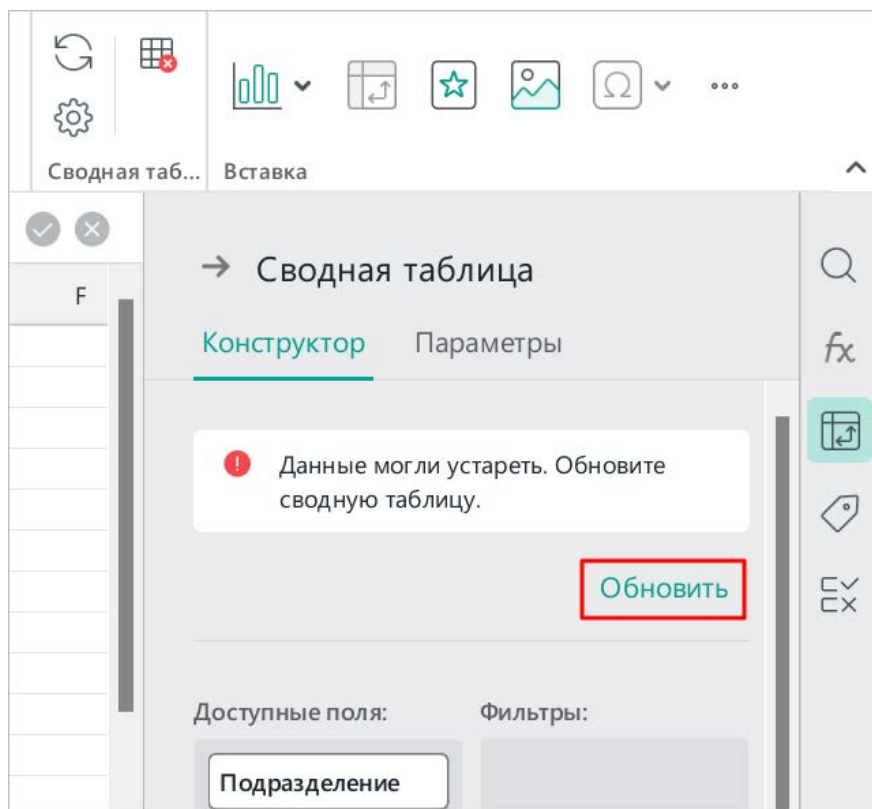 Сводная таб...
Вставка
F
Сводная таблица
Конструктор Параметры
Данные могли устареть. Обновите
сводную таблицу.
Обновить
Доступные поля: Фильтры:
Подразделение